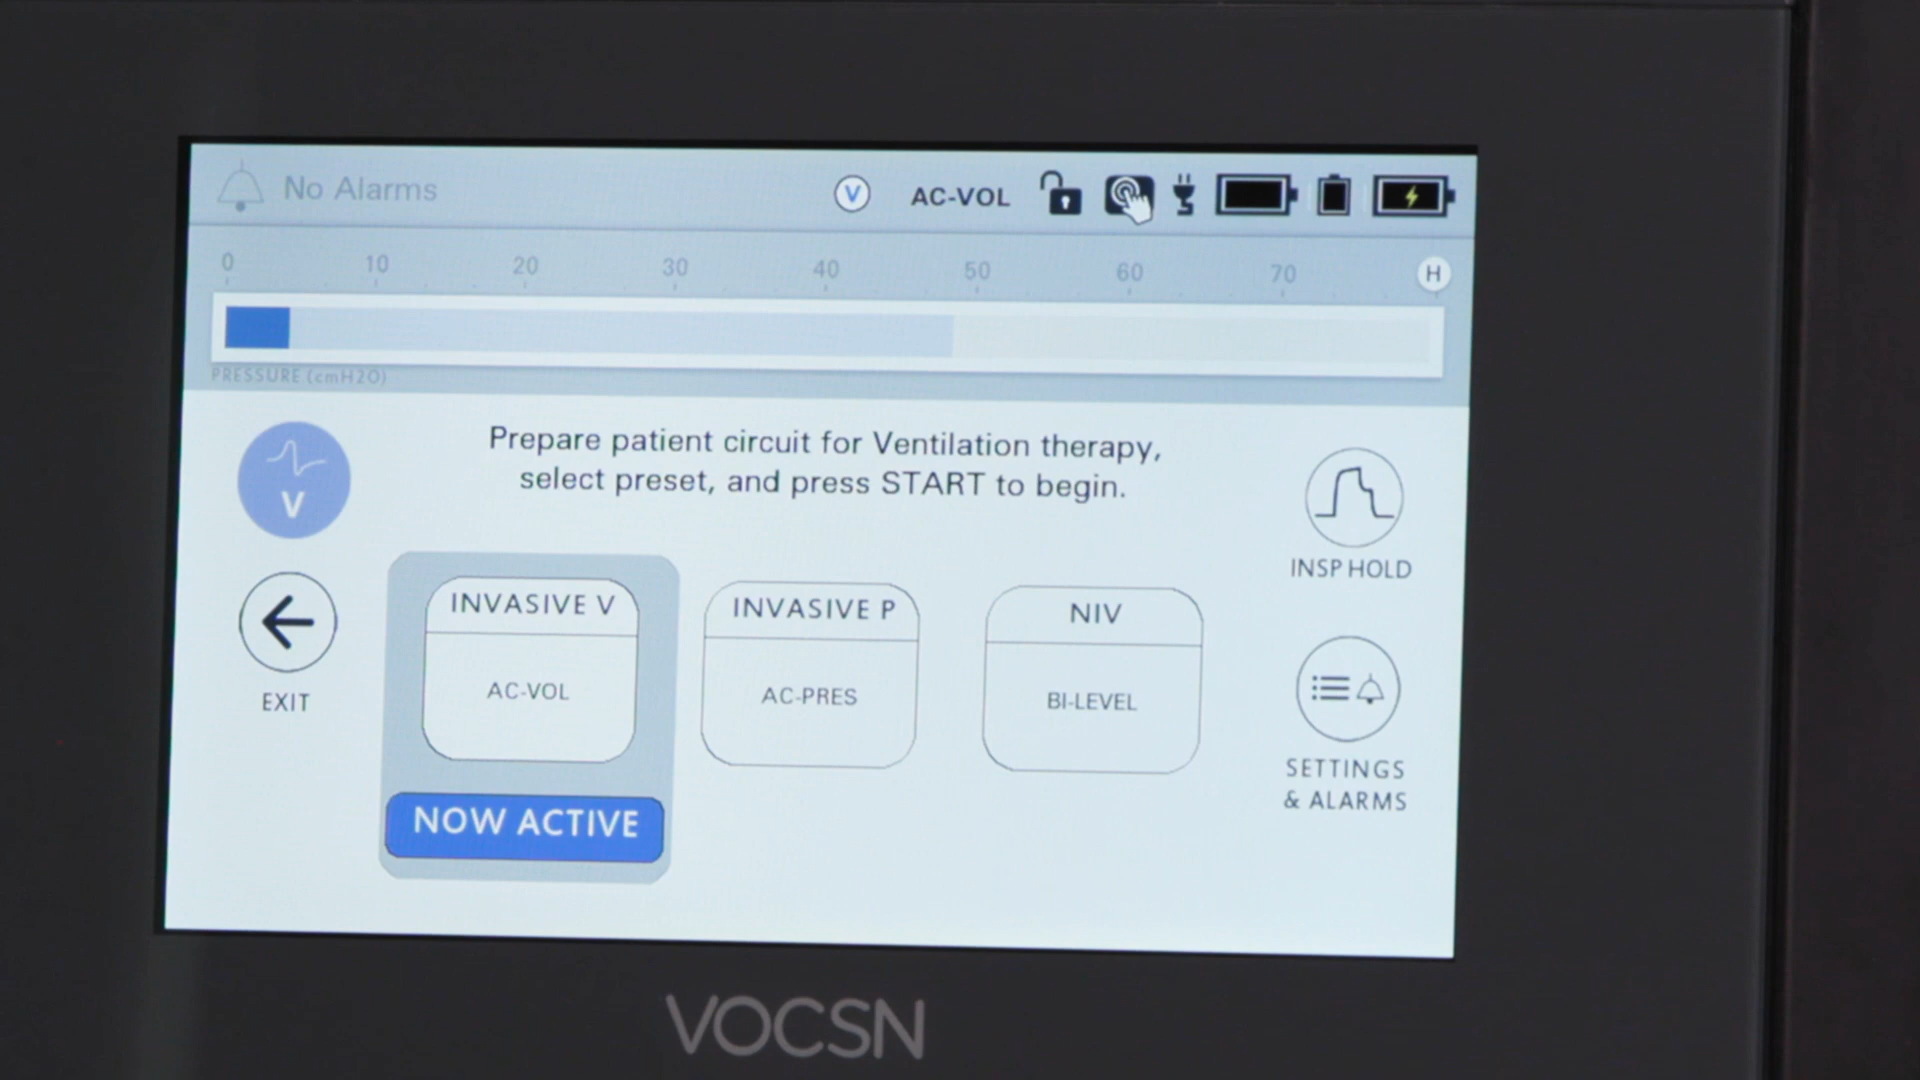 No Alarms
V AC-VOL
0 10 20 30 40 50 60 70 H
PRESSURE (cmH2O)
Prepare patient circuit for Ventilation therapy,
select preset, and press START to begin.
V
INSP HOLD
INVASIVE V
INVASIVE P
NIV
AC-VOL
AC-PRES
BI-LEVEL
EXIT
SETTINGS
& ALARMS
NOW ACTIVE
VOCSN